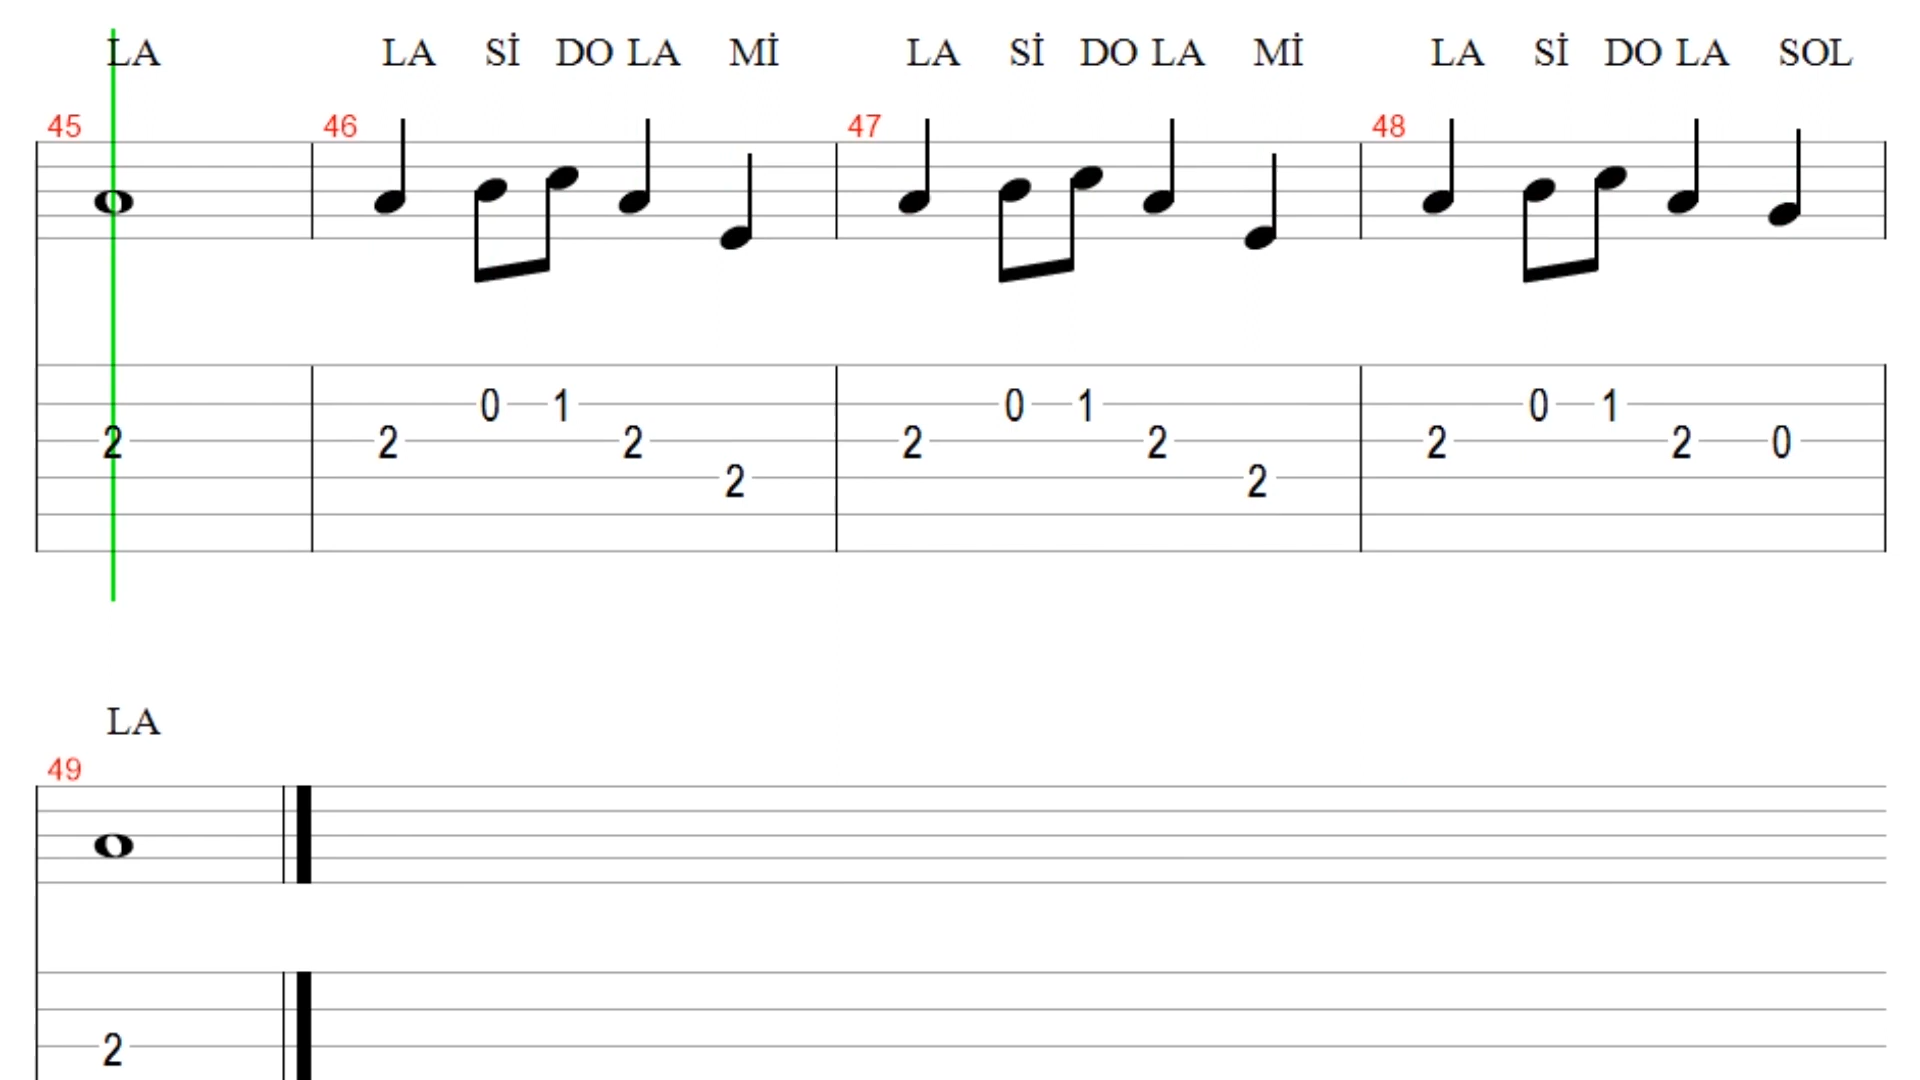 LA LA Sİ DO LA Mİ LA Sİ DO LA Mİ LA Sİ DO LA SOL
45 46 47 48
0 1 0 1 0 1
2 2 2 2 2 2 2 0
2 2
LA
49
2